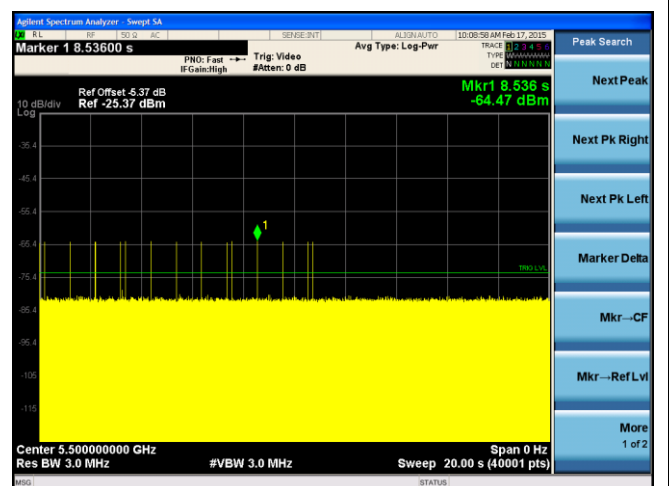 Agilent Spectrum Analyzer - Swept SA
RL RF 50 Ω AC SENSE:INT ALIGNAUTO 10:08:58 AM Feb 17, 2015
Marker 1 8.53600 s
PNO: Fast Trig: Video Avg Type: Log-Pwr TRACE 1 2 3 4 5 6
IFGain:High #Atten: 0 dB TYPE
DET N N N N N N
Peak Search
Ref Offset -5.37 dB Mkr1 8.536 s
10 dB/div Ref -25.37 dBm -64.47 dBm
Log
Next Peak
-35.4
Next Pk Right
-45.4
Next Pk Left
-55.4
1
-65.4
Marker Delta
TRIG LVL
-75.4
-85.4
Mkr→CF
-95.4
-105
Mkr→Ref Lvl
-115
More
1 of 2
Center 5.500000000 GHz Span 0 Hz
Res BW 3.0 MHz #VBW 3.0 MHz Sweep 20.00 s (40001 pts)
MSG STATUS